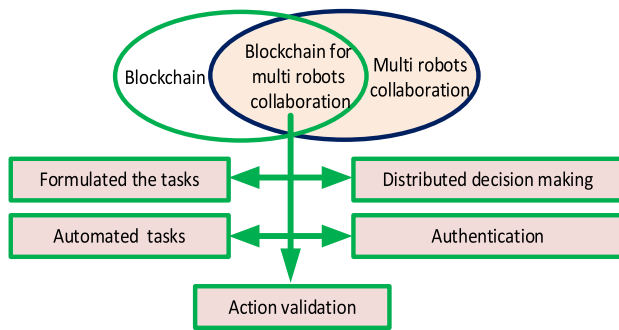 Blockchain
Blockchain for
multi robots
collaboration
Multi robots
collaboration
Formulated the tasks
Distributed decision making
Automated tasks
Authentication
Action validation